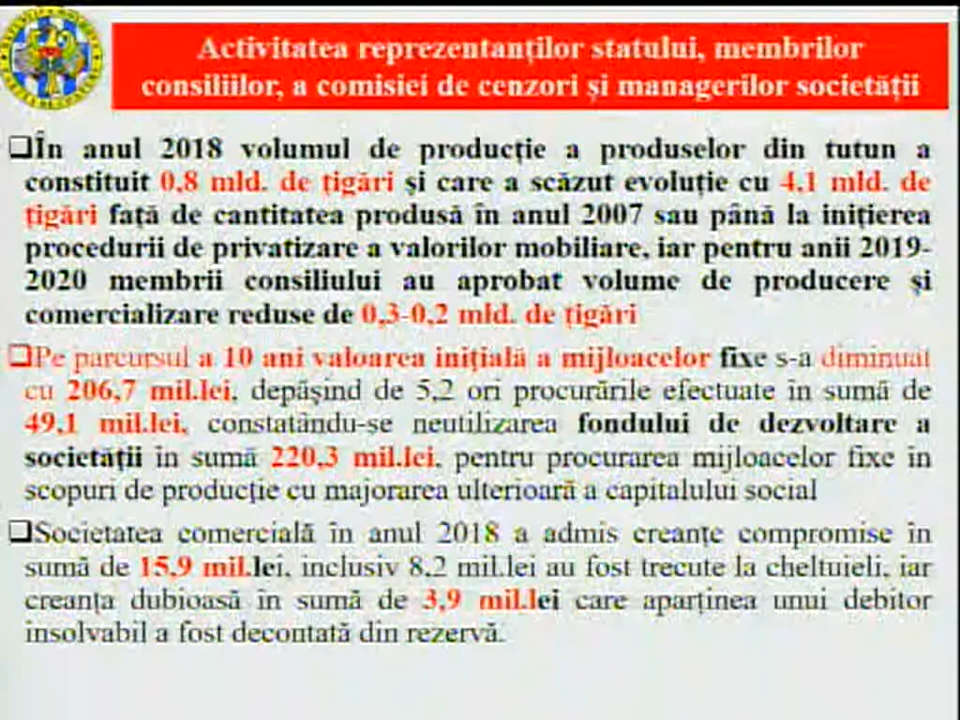 Activitatea reprezentanților statului, membrilor
consiliilor, a comisiei de cenzori și managerilor societății
❑În anul 2018 volumul de producție a produselor din tutun a
constituit 0,8 mld. de țigări și care a scăzut evoluție cu 4,1 mld. de
țigări față de cantitatea produsă în anul 2007 sau până la inițierea
procedurii de privatizare a valorilor mobiliare, iar pentru anii 2019-
2020 membrii consiliului au aprobat volume de producere și
comercializare reduse de 0,3-0,2 mld. de țigări
❑Pe parcursul a 10 ani valoarea inițială a mijloacelor fixe s-a diminuat
cu 206,7 mil.lei, depășind de 5,2 ori procurările efectuate în sumă de
49,1 mil.lei, constatându-se neutilizarea fondului de dezvoltare a
societății în sumă 220,3 mil.lei, pentru procurarea mijloacelor fixe în
scopuri de producție cu majorarea ulterioară a capitalului social
❑Societatea comercială în anul 2018 a admis creanțe compromise în
sumă de 15,9 mil.lei, inclusiv 8,2 mil.lei au fost trecute la cheltuieli, iar
creanța dubioasă în sumă de 3,9 mil.lei care aparținea unui debitor
insolvabil a fost decontată din rezervă.